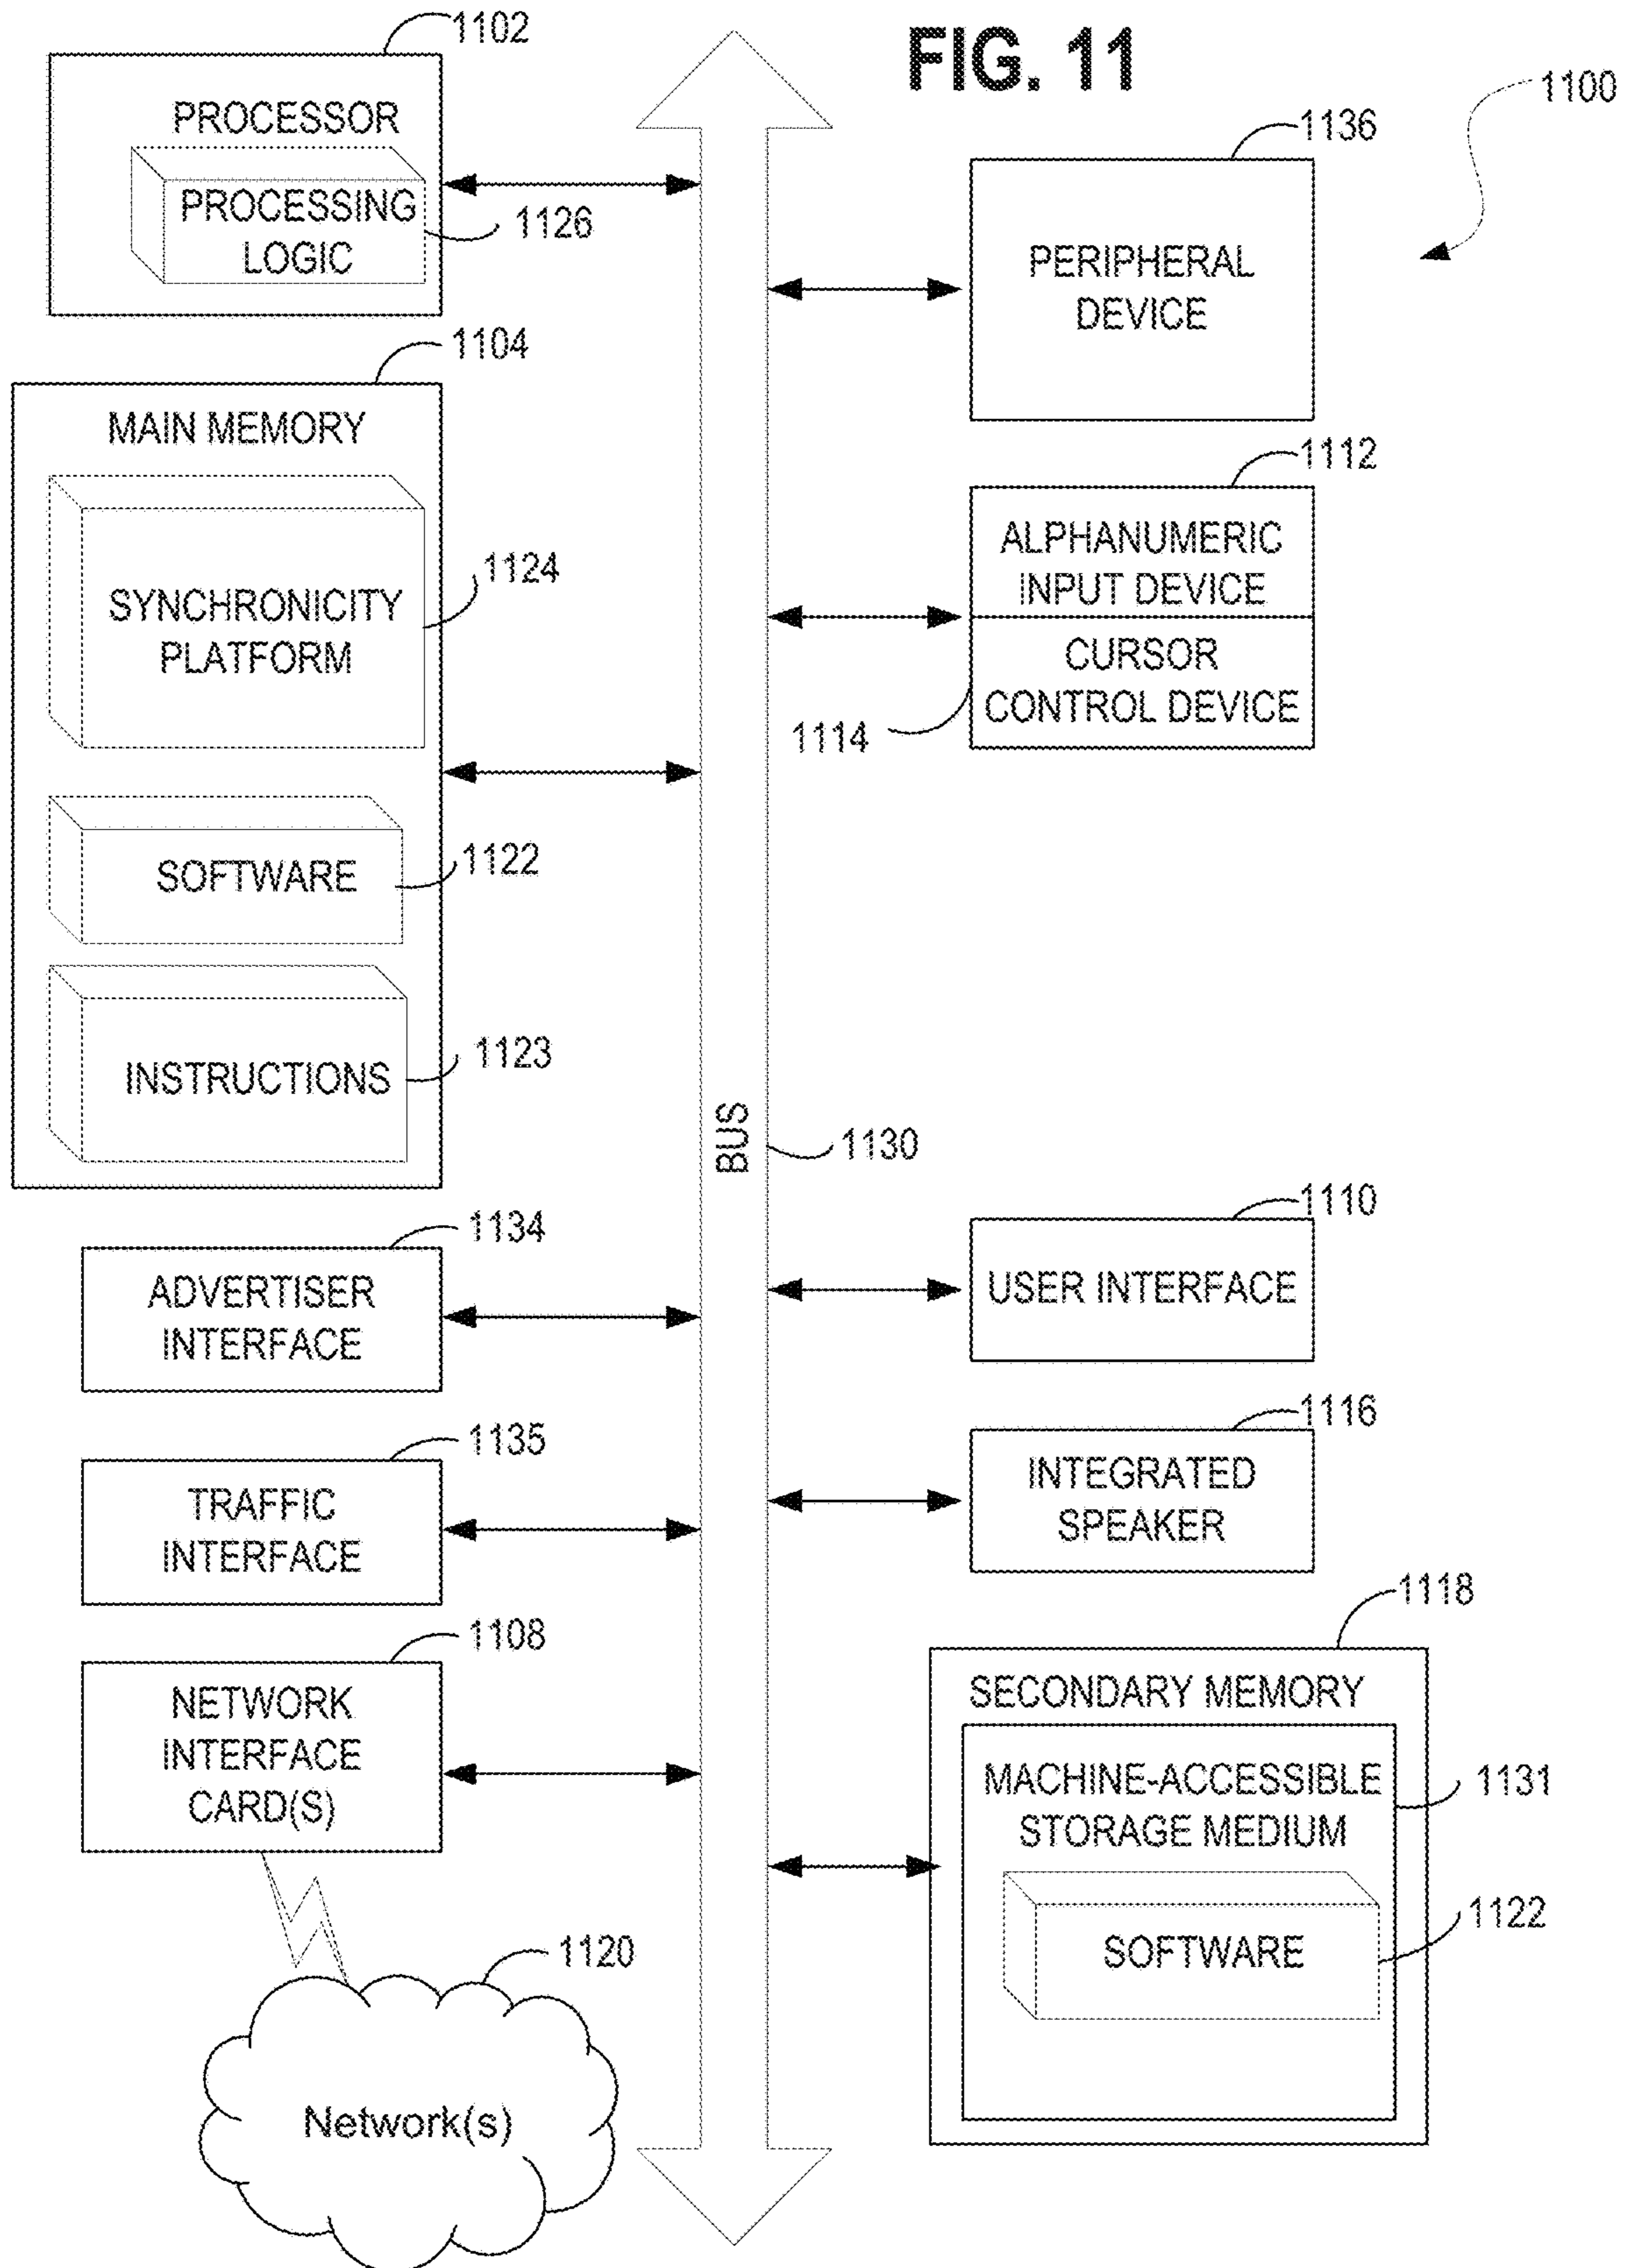 FIG. 11
1100
1102
PROCESSOR
PROCESSING
LOGIC
1126
1104
MAIN MEMORY
SYNCHRONICITY
PLATFORM
1124
SOFTWARE
1122
INSTRUCTIONS
1123
1134
ADVERTISER
INTERFACE
1135
TRAFFIC
INTERFACE
1108
NETWORK
INTERFACE
CARD(S)
1120
Network(s)
BUS
1130
1136
PERIPHERAL
DEVICE
1112
ALPHANUMERIC
INPUT DEVICE
CURSOR
CONTROL DEVICE
1114
1110
USER INTERFACE
1116
INTEGRATED
SPEAKER
1118
SECONDARY MEMORY
MACHINE-ACCESSIBLE
STORAGE MEDIUM
1131
SOFTWARE
1122